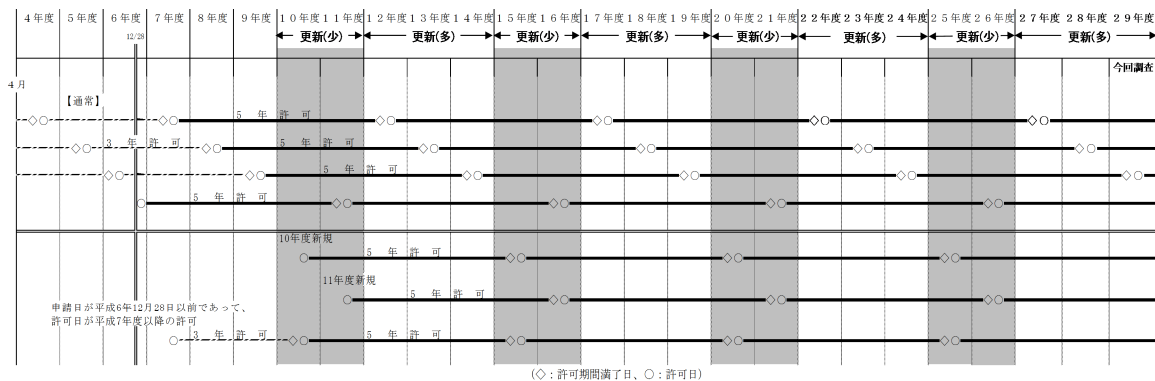 4年度 5年度 6年度 7年度 8年度 9年度 10年度 11年度 12年度 13年度 14年度 15年度 16年度 17年度 18年度 19年度 20年度 21年度 22年度 23年度 24年度 25年度 26年度 27年度 28年度 29年度
12/28 更新(少) 更新(多) 更新(少) 更新(多) 更新(少) 更新(多) 更新(少) 更新(多)
今回調査
4月
【通常】
5年許可
3年許可 5年許可
5年許可
5年許可
10年度新規
5年許可
11年度新規
5年許可
申請日が平成6年12月28日以前であって、
許可日が平成7年度以降の許可
3年許可 5年許可
(◇：許可期間満了日、○：許可日)